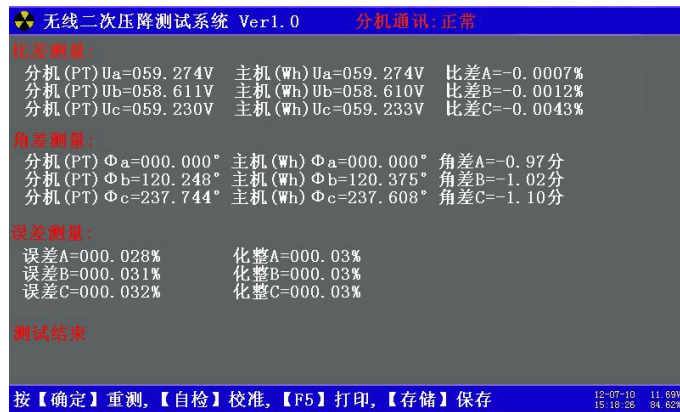 无线二次压降测试系统 Ver1.0 分机通讯:正常
比差测量:
分机(PT)Ua=059.274V 主机(Wh)Ua=059.274V 比差A=-0.0007%
分机(PT)Ub=058.611V 主机(Wh)Ub=058.610V 比差B=-0.0012%
分机(PT)Uc=059.230V 主机(Wh)Uc=059.233V 比差C=-0.0043%
角差测量:
分机(PT)Φa=000.000° 主机(Wh)Φa=000.000° 角差A=-0.97分
分机(PT)Φb=120.248° 主机(Wh)Φb=120.375° 角差B=-1.02分
分机(PT)Φc=237.744° 主机(Wh)Φc=237.608° 角差C=-1.10分
误差测量:
误差A=000.028% 化整A=000.03%
误差B=000.031% 化整B=000.03%
误差C=000.032% 化整C=000.03%
测试结束
按【确定】重测,【自检】校准,【F5】打印,【存储】保存
12-07-10 11.69V
15:18:26 84.62%